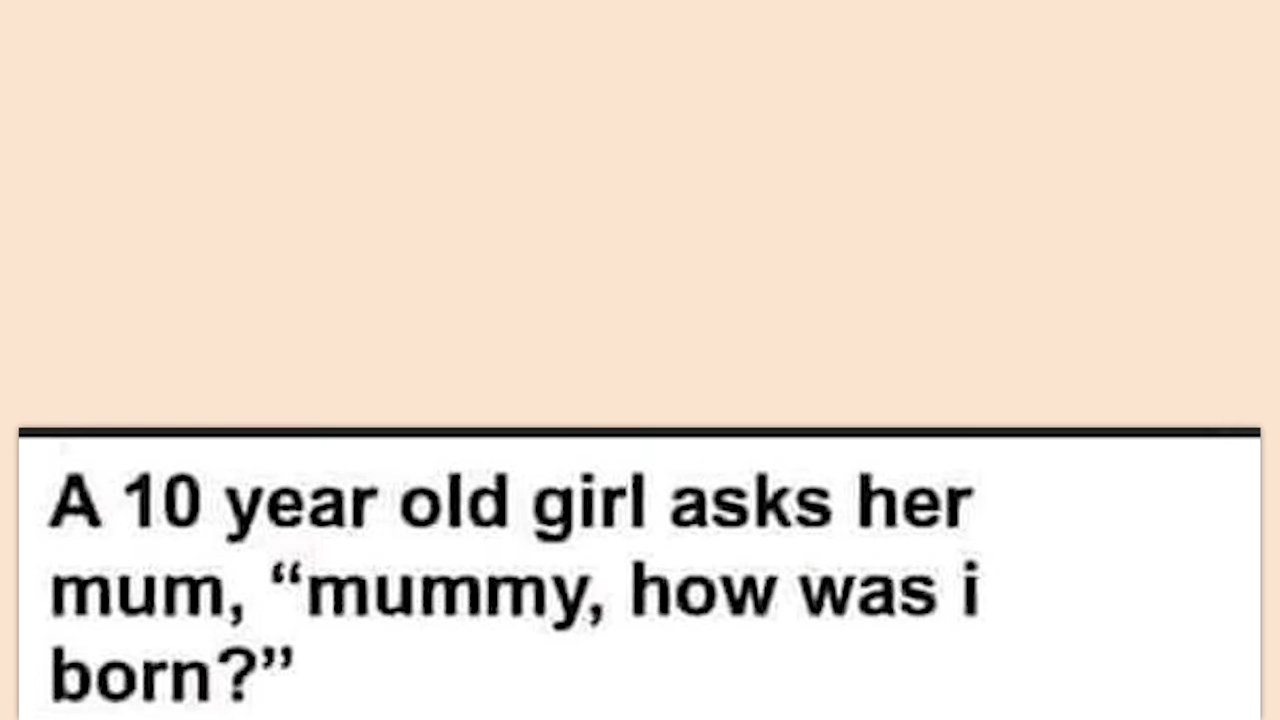 A 10 year old girl asks her
mum, “mummy, how was i
born?”